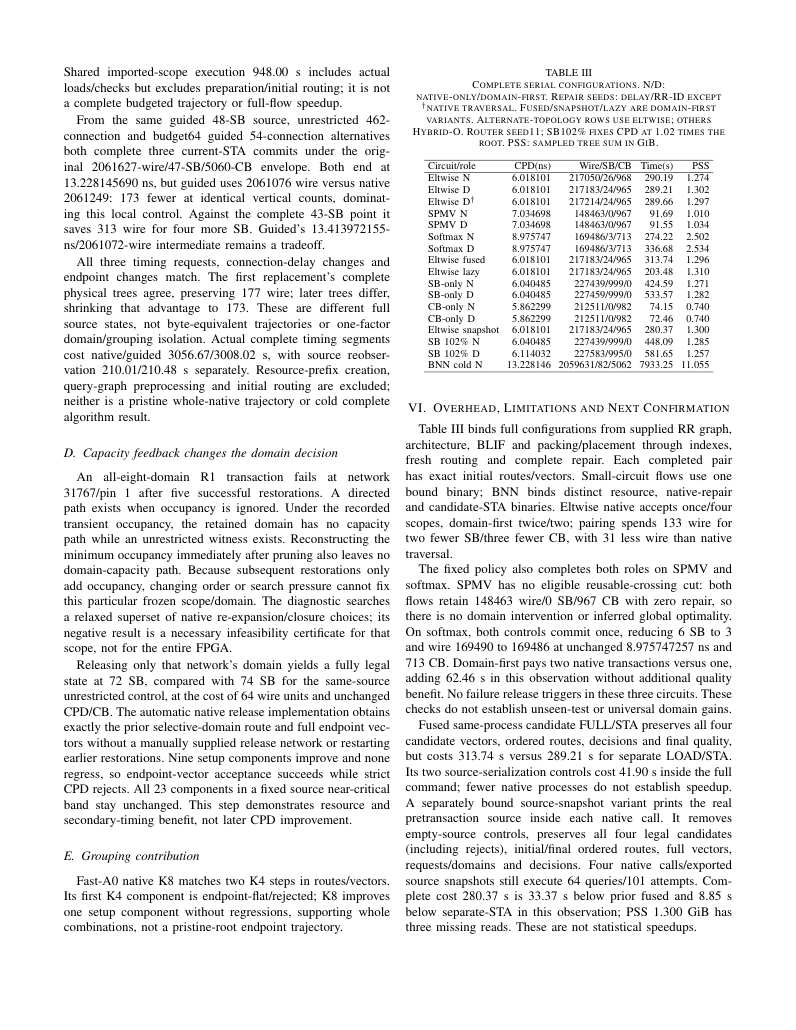 Shared imported-scope execution 948.00 s includes actual
loads/checks but excludes preparation/initial routing; it is not
a complete budgeted trajectory or full-flow speedup.
From the same guided 48-SB source, unrestricted 462-
connection and budget64 guided 54-connection alternatives
both complete three current-STA commits under the orig-
inal 2061627-wire/47-SB/5060-CB envelope. Both end at
13.228145690 ns, but guided uses 2061076 wire versus native
2061249: 173 fewer at identical vertical counts, dominat-
ing this local control. Against the complete 43-SB point it
saves 313 wire for four more SB. Guided's 13.413972155-
ns/2061072-wire intermediate remains a tradeoff.
All three timing requests, connection-delay changes and
endpoint changes match. The first replacement's complete
physical trees agree, preserving 177 wire; later trees differ,
shrinking that advantage to 173. These are different full
source states, not byte-equivalent trajectories or one-factor
domain/grouping isolation. Actual complete timing segments
cost native/guided 3056.67/3008.02 s, with source reobser-
vation 210.01/210.48 s separately. Resource-prefix creation,
query-graph preprocessing and initial routing are excluded;
neither is a pristine whole-native trajectory or cold complete
algorithm result.
D. Capacity feedback changes the domain decision
An all-eight-domain R1 transaction fails at network
31767/pin 1 after five successful restorations. A directed
path exists when occupancy is ignored. Under the recorded
transient occupancy, the retained domain has no capacity
path while an unrestricted witness exists. Reconstructing the
minimum occupancy immediately after pruning also leaves no
domain-capacity path. Because subsequent restorations only
add occupancy, changing order or search pressure cannot fix
this particular frozen scope/domain. The diagnostic searches
a relaxed superset of native re-expansion/closure choices; its
negative result is a necessary infeasibility certificate for that
scope, not for the entire FPGA.
Releasing only that network's domain yields a fully legal
state at 72 SB, compared with 74 SB for the same-source
unrestricted control, at the cost of 64 wire units and unchanged
CPD/CB. The automatic native release implementation obtains
exactly the prior selective-domain route and full endpoint vec-
tors without a manually supplied release network or restarting
earlier restorations. Nine setup components improve and none
regress, so endpoint-vector acceptance succeeds while strict
CPD rejects. All 23 components in a fixed source near-critical
band stay unchanged. This step demonstrates resource and
secondary-timing benefit, not later CPD improvement.
E. Grouping contribution
Fast-A0 native K8 matches two K4 steps in routes/vectors.
Its first K4 component is endpoint-flat/rejected; K8 improves
one setup component without regressions, supporting whole
combinations, not a pristine-root endpoint trajectory.
TABLE III
COMPLETE SERIAL CONFIGURATIONS. N/D:
NATIVE-ONLY/DOMAIN-FIRST. REPAIR SEEDS: DELAY/RR-ID EXCEPT
†NATIVE TRAVERSAL. FUSED/SNAPSHOT/LAZY ARE DOMAIN-FIRST
VARIANTS. ALTERNATE-TOPOLOGY ROWS USE ELTWISE; OTHERS
HYBRID-O. ROUTER SEED11; SB102% FIXES CPD AT 1.02 TIMES THE
ROOT. PSS: SAMPLED TREE SUM IN GIB.
Circuit/role CPD(ns) Wire/SB/CB Time(s) PSS
Eltwise N 6.018101 217050/26/968 290.19 1.274
Eltwise D 6.018101 217183/24/965 289.21 1.302
Eltwise D† 6.018101 217214/24/965 289.66 1.297
SPMV N 7.034698 148463/0/967 91.69 1.010
SPMV D 7.034698 148463/0/967 91.55 1.034
Softmax N 8.975747 169486/3/713 274.22 2.502
Softmax D 8.975747 169486/3/713 336.68 2.534
Eltwise fused 6.018101 217183/24/965 313.74 1.296
Eltwise lazy 6.018101 217183/24/965 203.48 1.310
SB-only N 6.040485 227439/999/0 424.59 1.271
SB-only D 6.040485 227459/999/0 533.57 1.282
CB-only N 5.862299 212511/0/982 74.15 0.740
CB-only D 5.862299 212511/0/982 72.46 0.740
Eltwise snapshot 6.018101 217183/24/965 280.37 1.300
SB 102% N 6.040485 227439/999/0 448.09 1.285
SB 102% D 6.114032 227583/995/0 581.65 1.257
BNN cold N 13.228146 2059631/82/5062 7933.25 11.055
VI. OVERHEAD, LIMITATIONS AND NEXT CONFIRMATION
Table III binds full configurations from supplied RR graph,
architecture, BLIF and packing/placement through indexes,
fresh routing and complete repair. Each completed pair
has exact initial routes/vectors. Small-circuit flows use one
bound binary; BNN binds distinct resource, native-repair
and candidate-STA binaries. Eltwise native accepts once/four
scopes, domain-first twice/two; pairing spends 133 wire for
two fewer SB/three fewer CB, with 31 less wire than native
traversal.
The fixed policy also completes both roles on SPMV and
softmax. SPMV has no eligible reusable-crossing cut: both
flows retain 148463 wire/0 SB/967 CB with zero repair, so
there is no domain intervention or inferred global optimality.
On softmax, both controls commit once, reducing 6 SB to 3
and wire 169490 to 169486 at unchanged 8.975747257 ns and
713 CB. Domain-first pays two native transactions versus one,
adding 62.46 s in this observation without additional quality
benefit. No failure release triggers in these three circuits. These
checks do not establish unseen-test or universal domain gains.
Fused same-process candidate FULL/STA preserves all four
candidate vectors, ordered routes, decisions and final quality,
but costs 313.74 s versus 289.21 s for separate LOAD/STA.
Its two source-serialization controls cost 41.90 s inside the full
command; fewer native processes do not establish speedup.
A separately bound source-snapshot variant prints the real
pretransaction source inside each native call. It removes
empty-source controls, preserves all four legal candidates
(including rejects), initial/final ordered routes, full vectors,
requests/domains and decisions. Four native calls/exported
source snapshots still execute 64 queries/101 attempts. Com-
plete cost 280.37 s is 33.37 s below prior fused and 8.85 s
below separate-STA in this observation; PSS 1.300 GiB has
three missing reads. These are not statistical speedups.